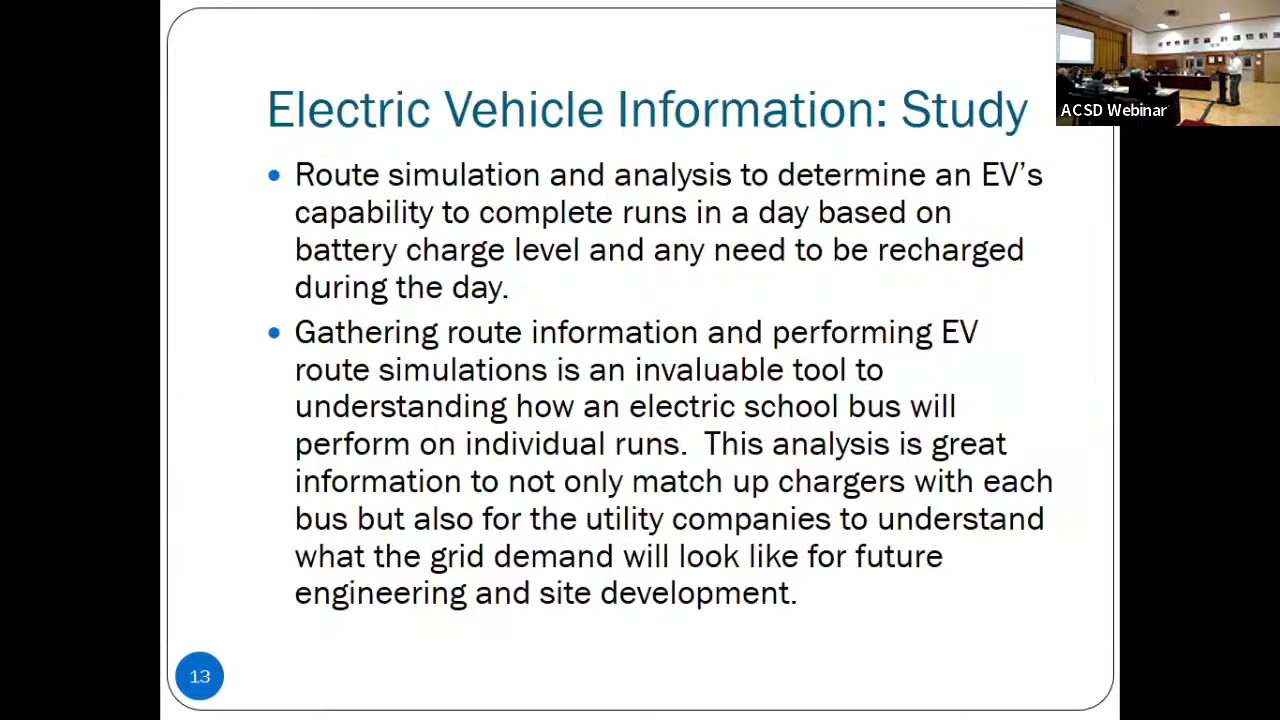 Electric Vehicle Information: Study
ACSD Webinar
• Route simulation and analysis to determine an EV’s
capability to complete runs in a day based on
battery charge level and any need to be recharged
during the day.
• Gathering route information and performing EV
route simulations is an invaluable tool to
understanding how an electric school bus will
perform on individual runs.  This analysis is great
information to not only match up chargers with each
bus but also for the utility companies to understand
what the grid demand will look like for future
engineering and site development.
13